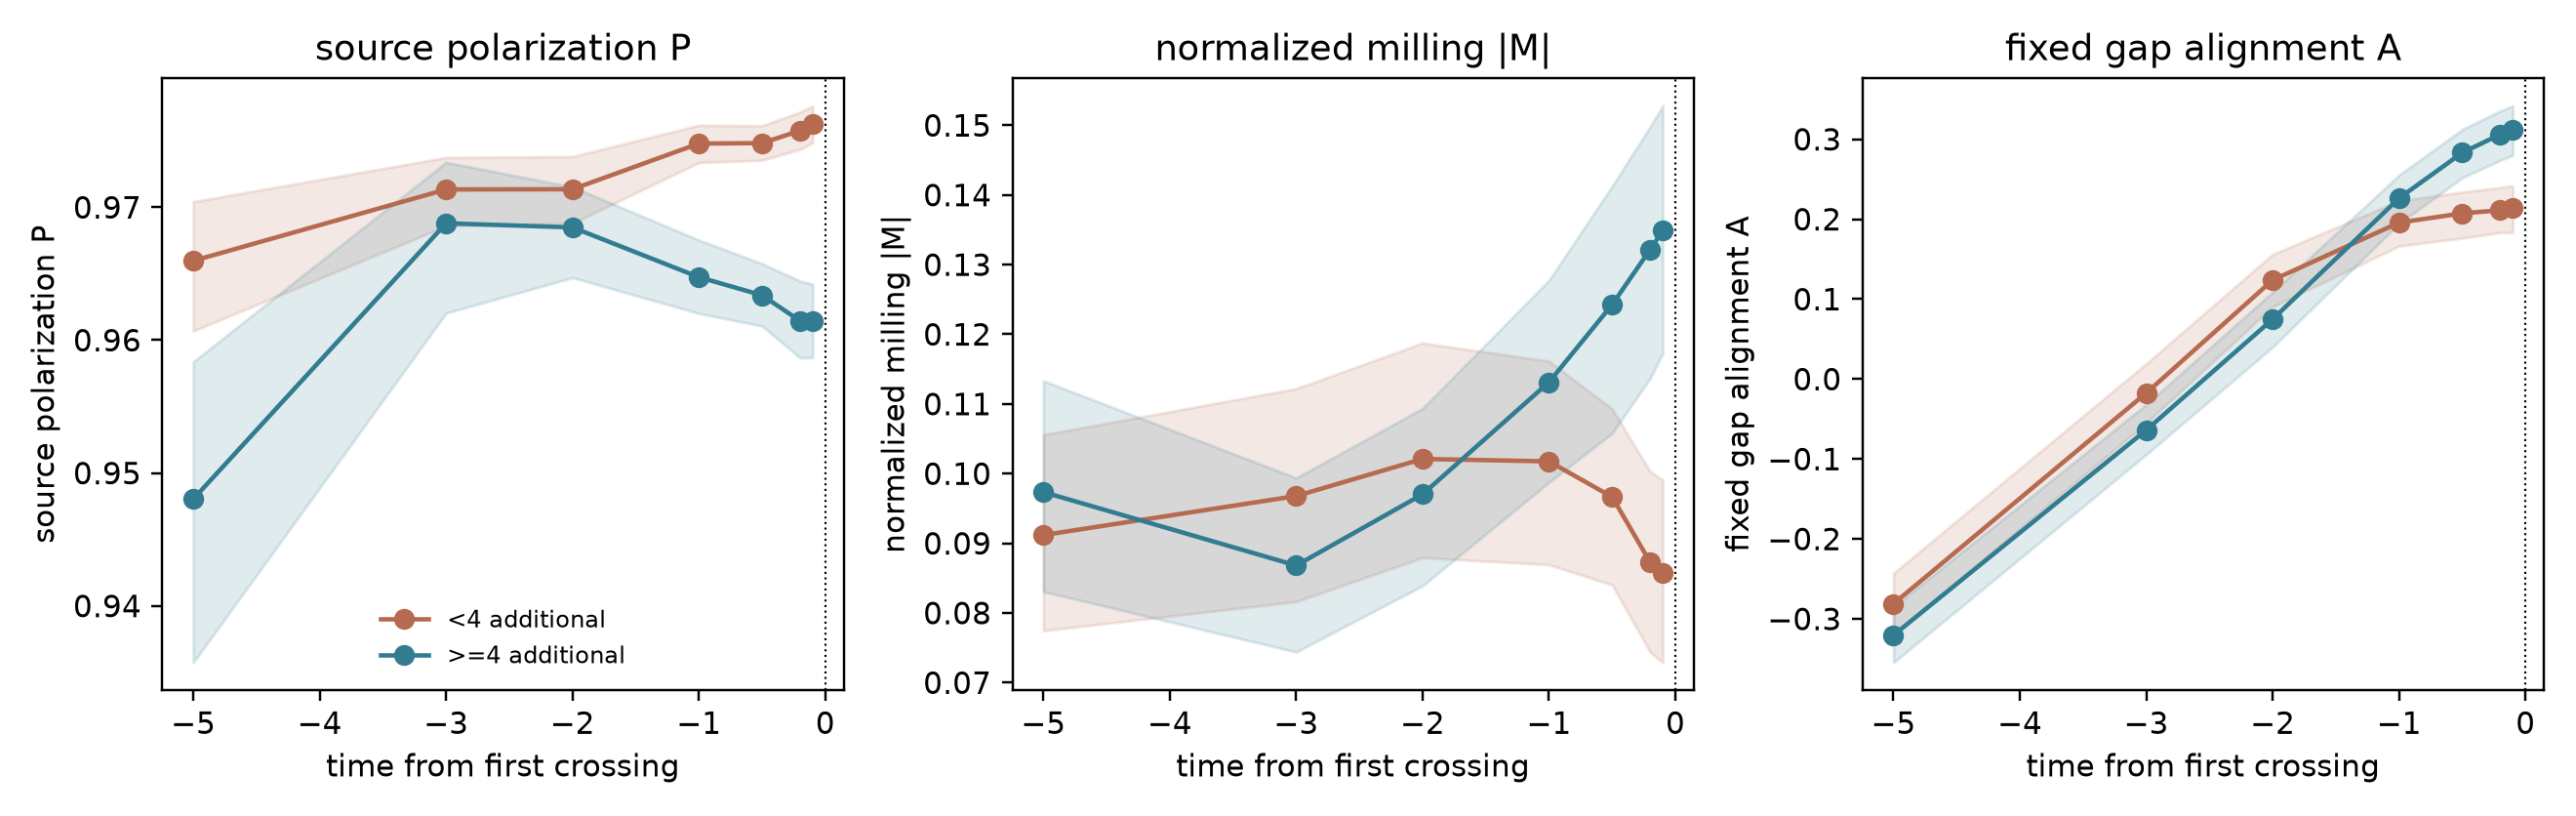 source polarization P
normalized milling |M|
fixed gap alignment A
source polarization P
0.97
0.96
0.95
0.94
<4 additional
>=4 additional
−5 −4 −3 −2 −1 0
time from first crossing
normalized milling |M|
0.15
0.14
0.13
0.12
0.11
0.10
0.09
0.08
0.07
−5 −4 −3 −2 −1 0
time from first crossing
fixed gap alignment A
0.3
0.2
0.1
0.0
−0.1
−0.2
−0.3
−5 −4 −3 −2 −1 0
time from first crossing